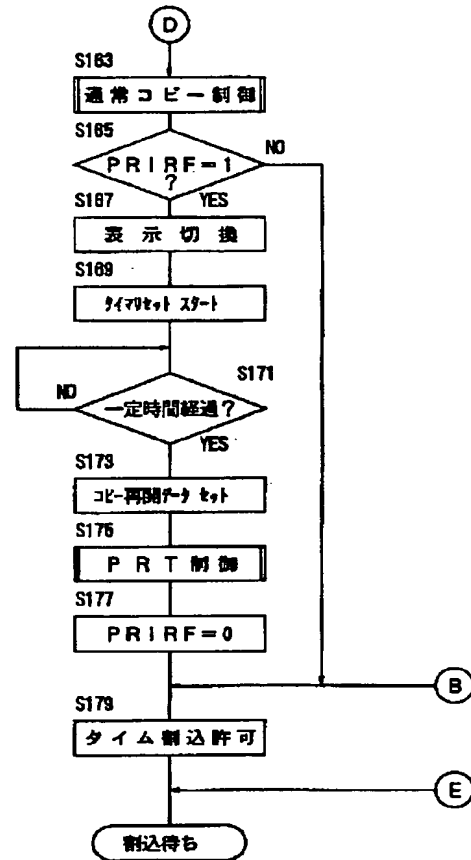 D
S163
通常コピー制御
S165
PRIRF=1
?
NO
YES
S167
表示切換
S169
ﾀｲﾏﾘｾｯﾄ ｽﾀｰﾄ
S171
一定時間経過?
NO
YES
S173
ｺﾋﾟｰ再開ﾃﾞｰﾀ ｾｯﾄ
S175
PRT制御
S177
PRIRF=0
B
S179
タイム割込許可
E
割込待ち